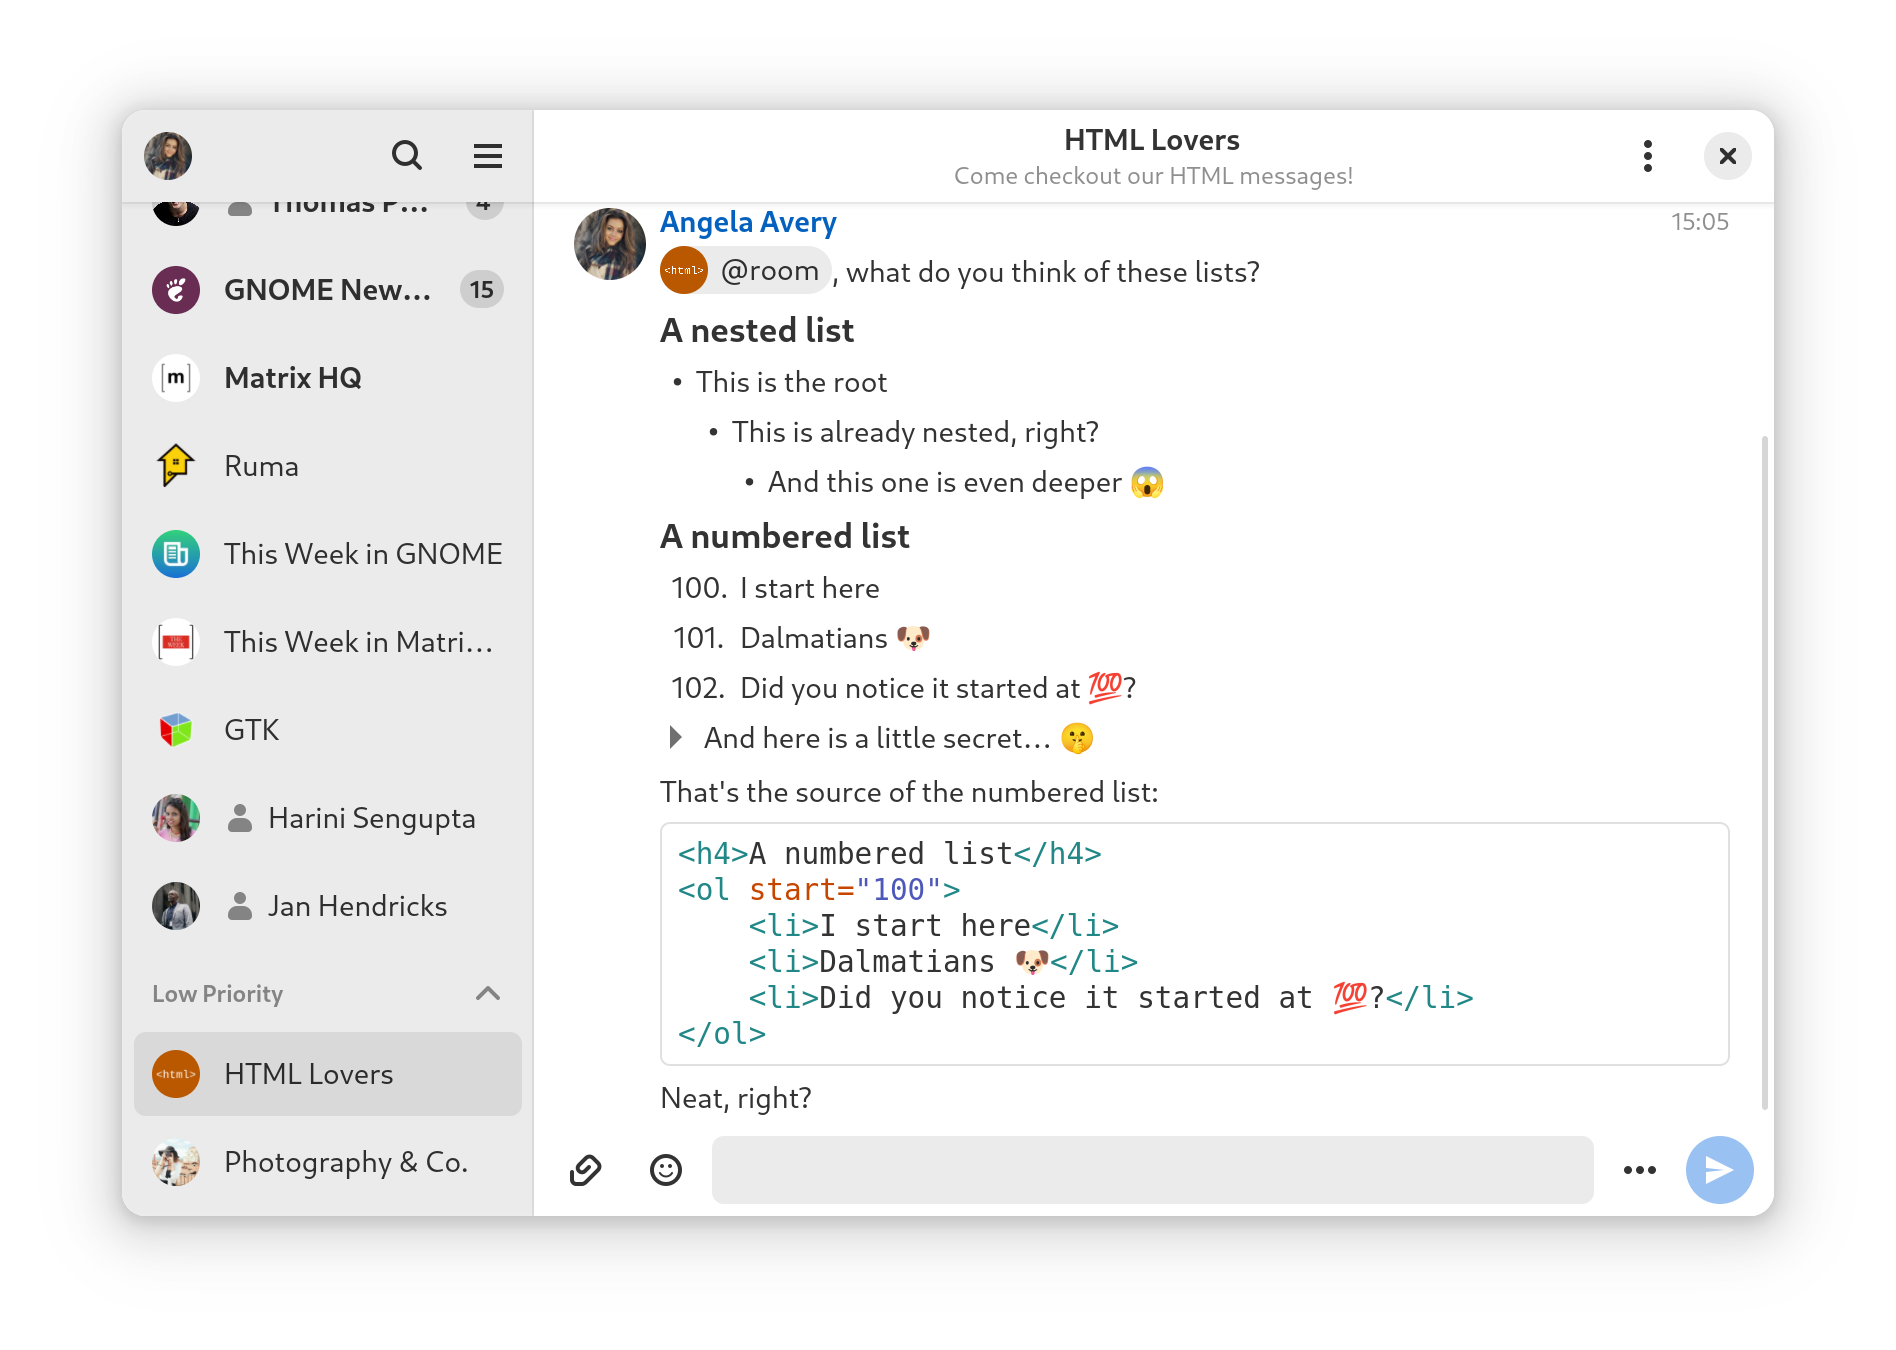 Thomas P… 4
GNOME New… 15
[m]
Matrix HQ
Ruma
This Week in GNOME
THIS
WEEK
This Week in Matri…
GTK
Harini Sengupta
Jan Hendricks
Low Priority
<html>
HTML Lovers
Photography & Co.
HTML Lovers
Come checkout our HTML messages!
Angela Avery 15:05
<html> @room, what do you think of these lists?
A nested list
• This is the root
• This is already nested, right?
• And this one is even deeper 😱
A numbered list
100. I start here
101. Dalmatians 🐶
102. Did you notice it started at 💯?
And here is a little secret… 🤫
That's the source of the numbered list:
<h4>A numbered list</h4>
<ol start="100">
    <li>I start here</li>
    <li>Dalmatians 🐶</li>
    <li>Did you notice it started at 💯?</li>
</ol>
Neat, right?